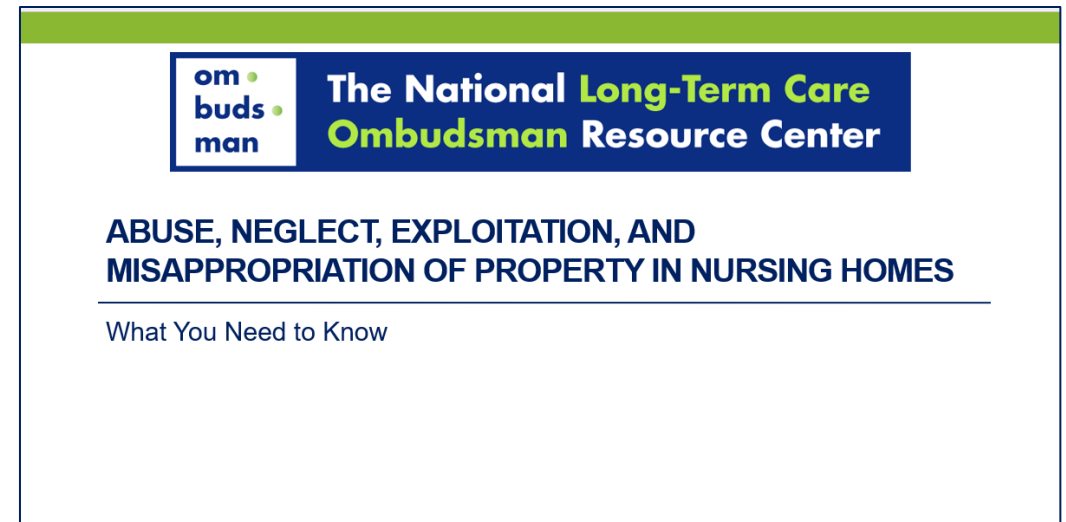 om •
buds •
man
The National Long-Term Care
Ombudsman Resource Center
ABUSE, NEGLECT, EXPLOITATION, AND
MISAPPROPRIATION OF PROPERTY IN NURSING HOMES
What You Need to Know